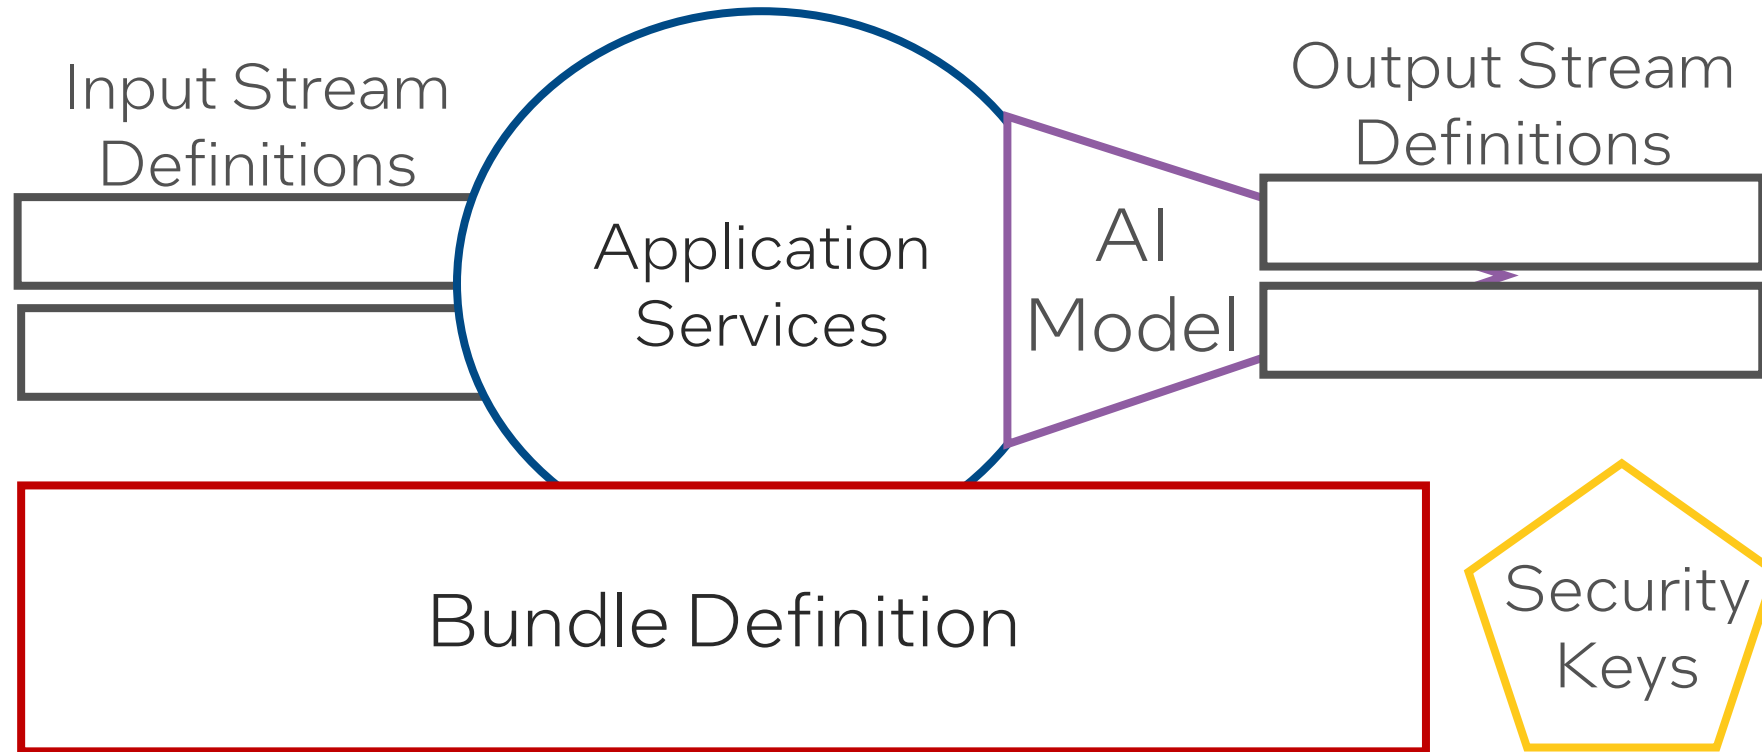 Input Stream
Definitions
Application
Services
AI
Model
Output Stream
Definitions
Bundle Definition
Security
Keys